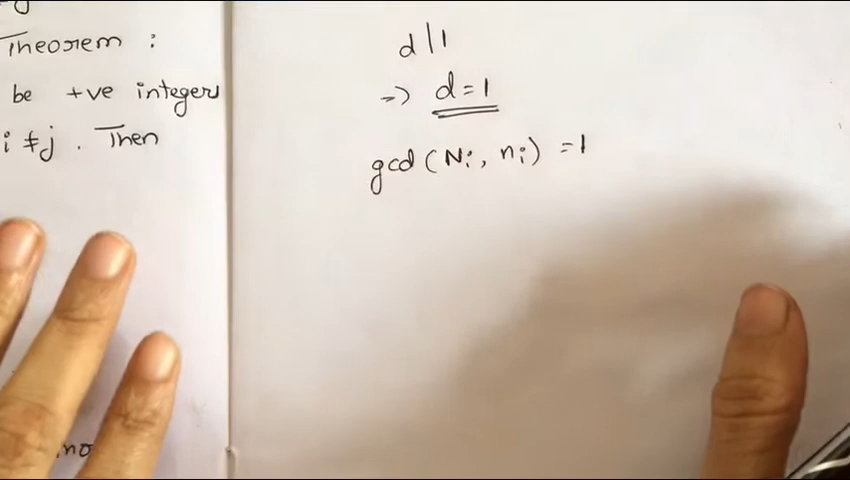 Theorem :
be +ve integers
i ≠ j . Then
d | 1
=> d = 1
gcd (Ni, ni) = 1